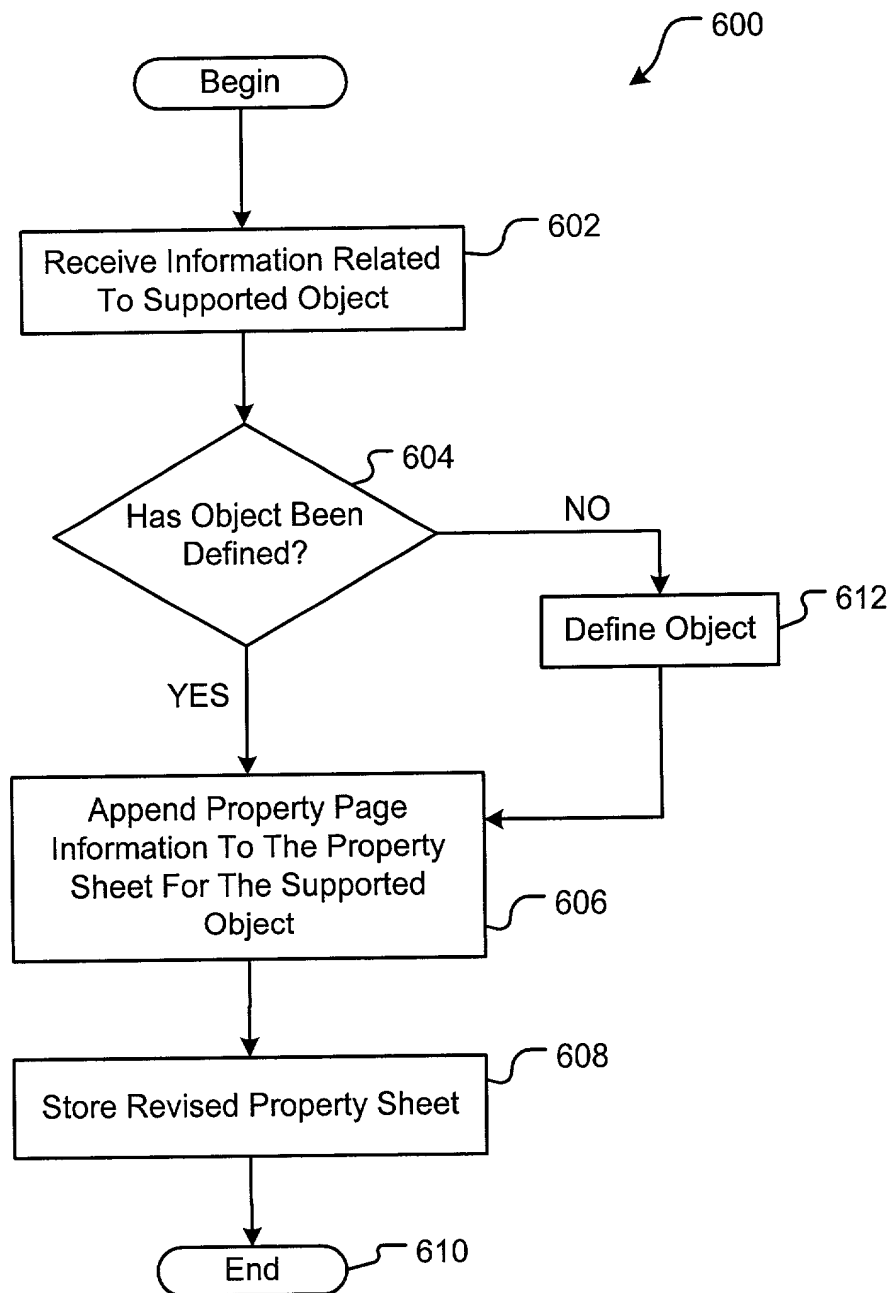 600
Begin
602
Receive Information Related
To Supported Object
604
Has Object Been
Defined?
NO
612
Define Object
YES
Append Property Page
Information To The Property
Sheet For The Supported
Object
606
608
Store Revised Property Sheet
End
610